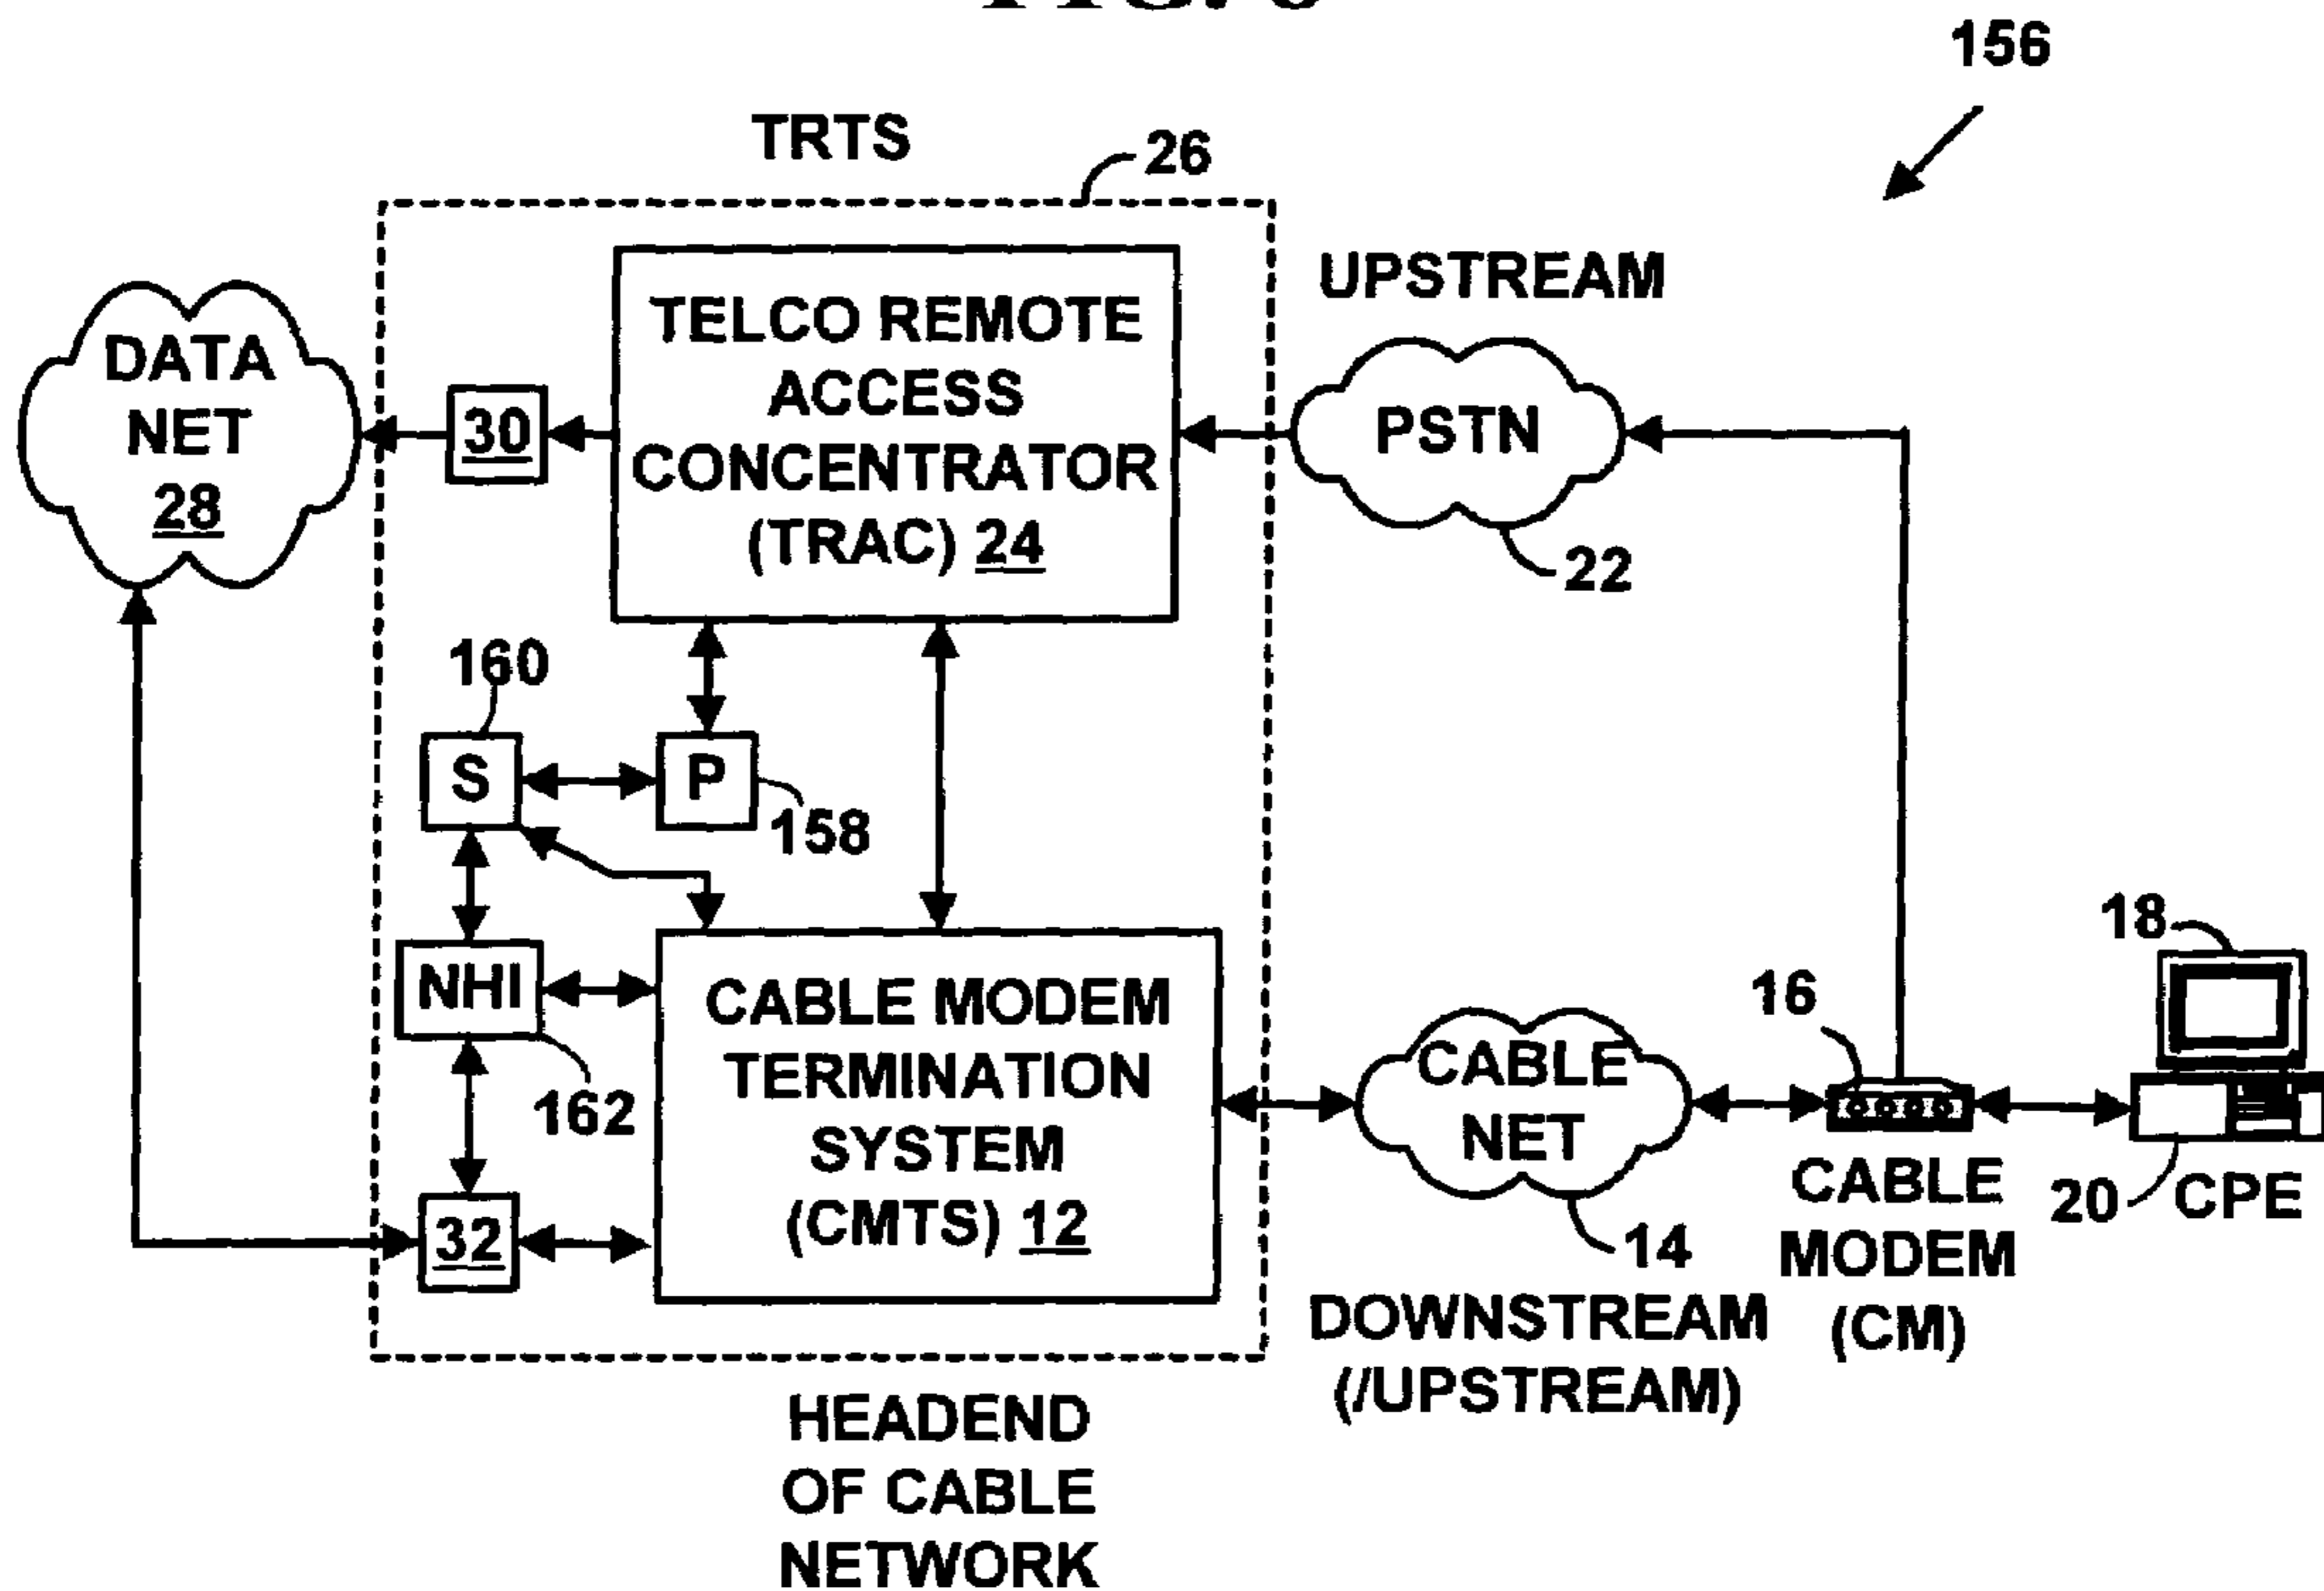 156
TRTS
26
UPSTREAM
DATA
NET
28
30
TELCO REMOTE
ACCESS
CONCENTRATOR
(TRAC) 24
PSTN
22
160
S
P
158
NHI
162
32
CABLE MODEM
TERMINATION
SYSTEM
(CMTS) 12
CABLE
NET
14
DOWNSTREAM
(/UPSTREAM)
16
CABLE
MODEM
(CM)
18
20
CPE
HEADEND
OF CABLE
NETWORK